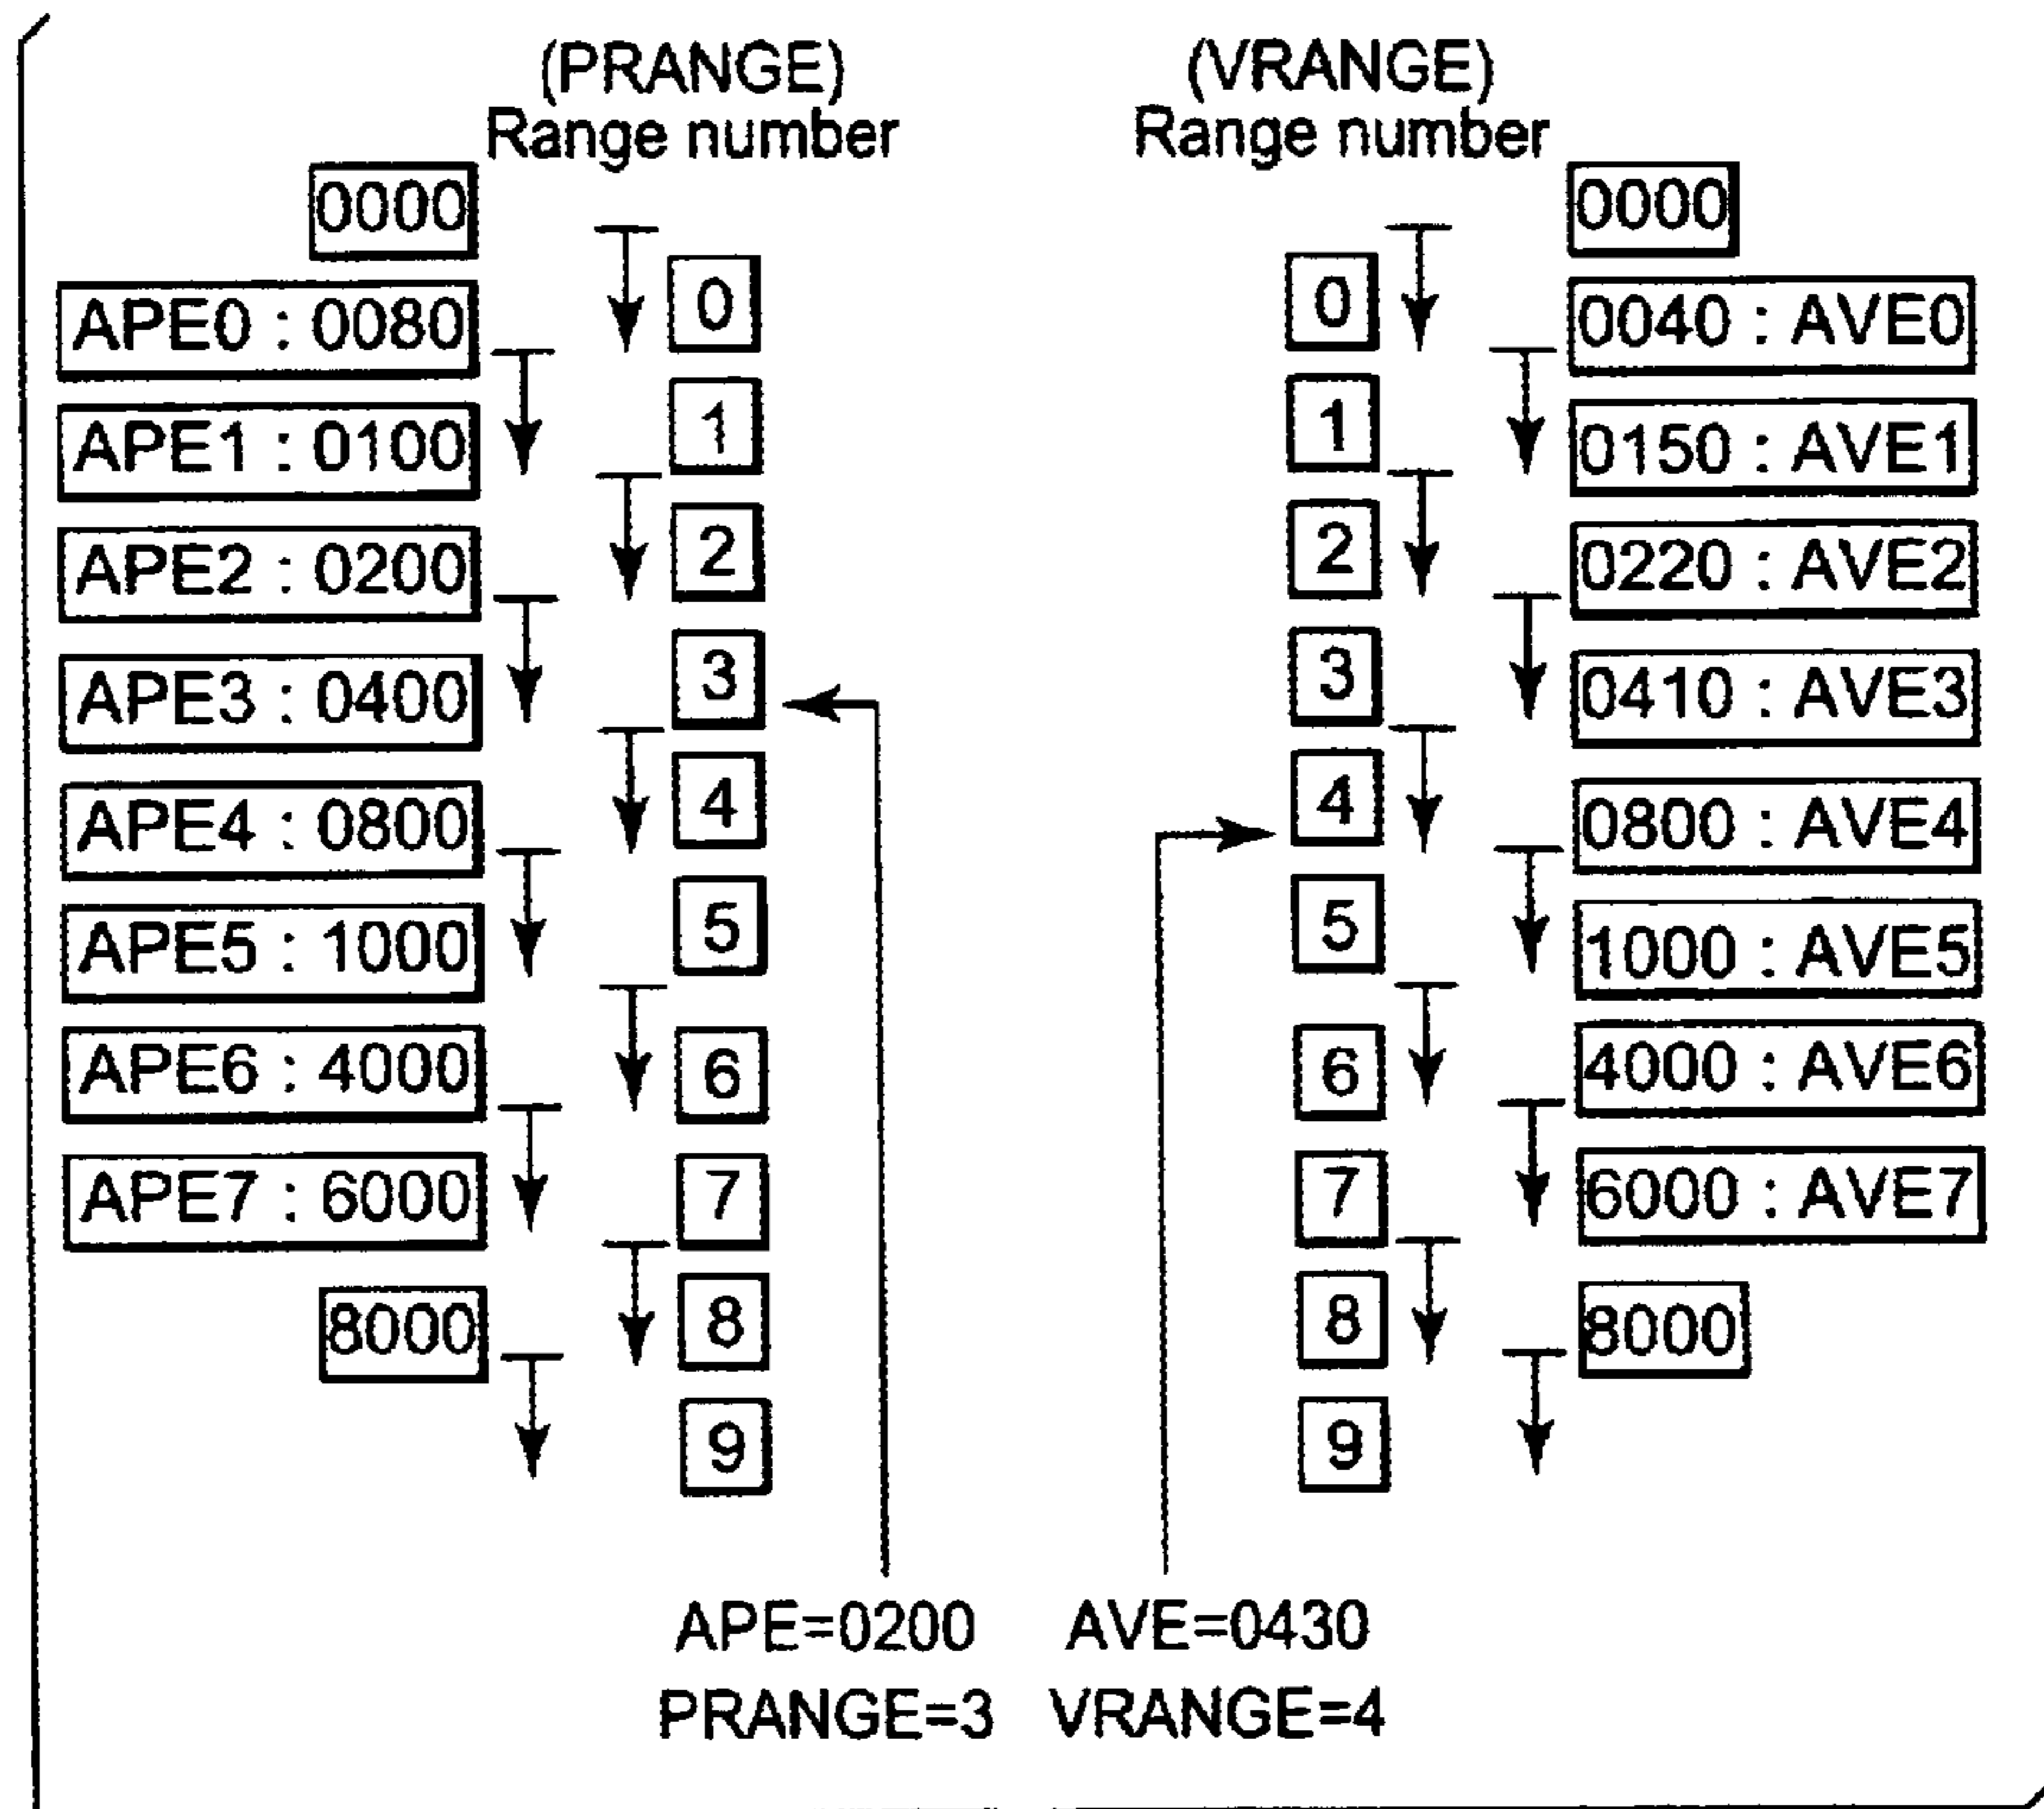 (PRANGE) (VRANGE)
Range number Range number
0000 0000
0 0
APE0 : 0080 0040 : AVE0
1 1
APE1 : 0100 0150 : AVE1
2 2
APE2 : 0200 0220 : AVE2
3 3
APE3 : 0400 0410 : AVE3
4 4
APE4 : 0800 0800 : AVE4
5 5
APE5 : 1000 1000 : AVE5
6 6
APE6 : 4000 4000 : AVE6
7 7
APE7 : 6000 6000 : AVE7
8 8
8000 8000
9 9
APE=0200 AVE=0430
PRANGE=3 VRANGE=4